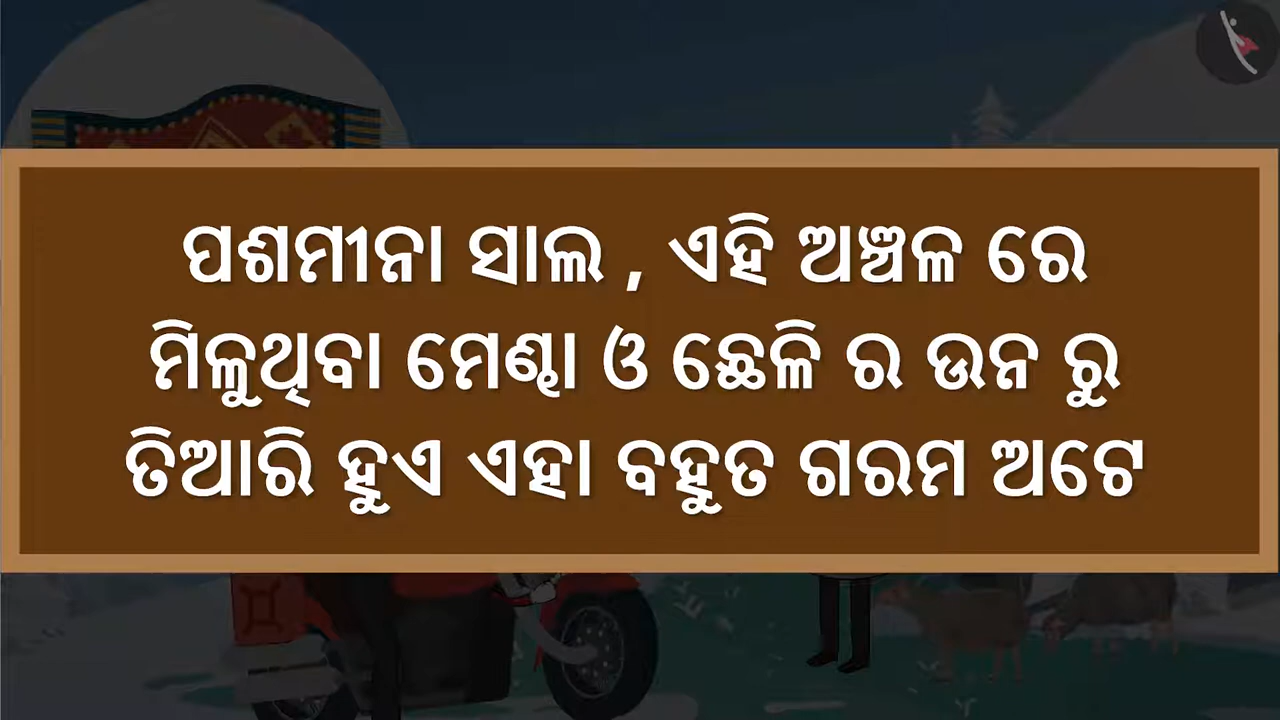 ପଶମୀନା ସାଲ , ଏହି ଅଞ୍ଚଳ ରେ
ମିଳୁଥିବା ମେଣ୍ଢା ଓ ଛେଳି ର ଉନ ରୁ
ତିଆରି ହୁଏ ଏହା ବହୁତ ଗରମ ଅଟେ